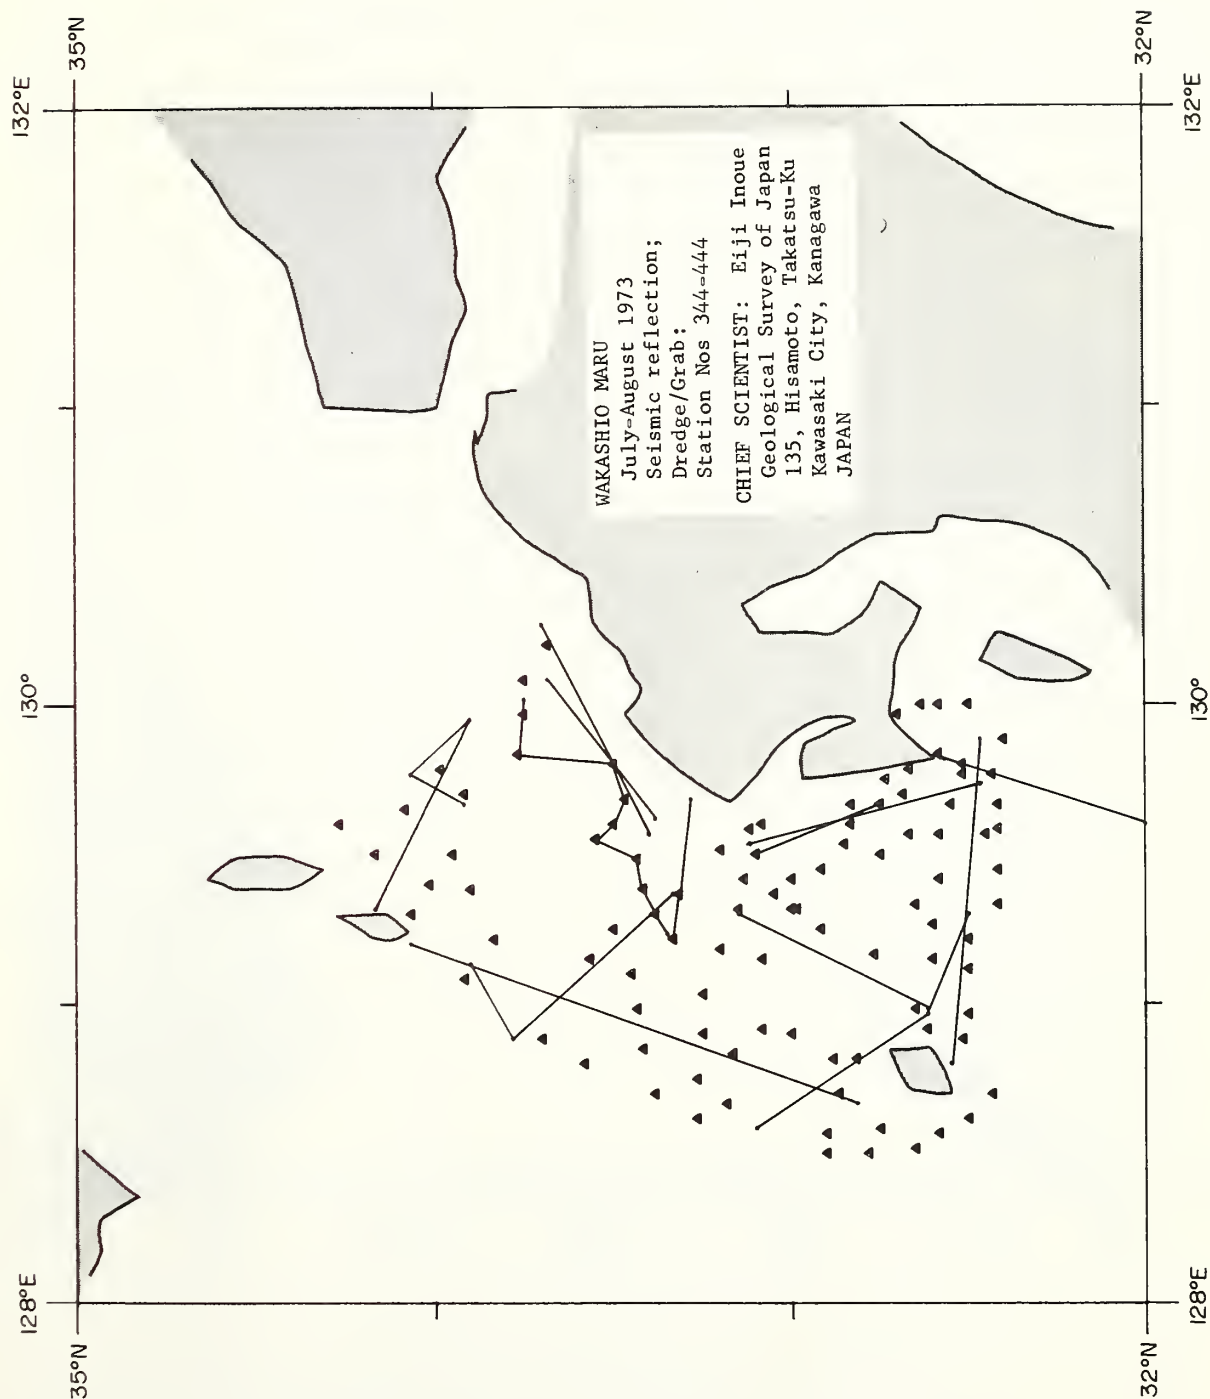 35°N
32°N
132°E
132°E
WAKASHIO MARU
July-August 1973
Seismic reflection;
Dredge/Grab;
Station Nos 344-444
CHIEF SCIENTIST: Eiji Inoue
Geological Survey of Japan
135, Hisamoto, Takatsu-Ku
Kawasaki City, Kanagawa
JAPAN
130°
130°
128°E
128°E
35°N
32°N